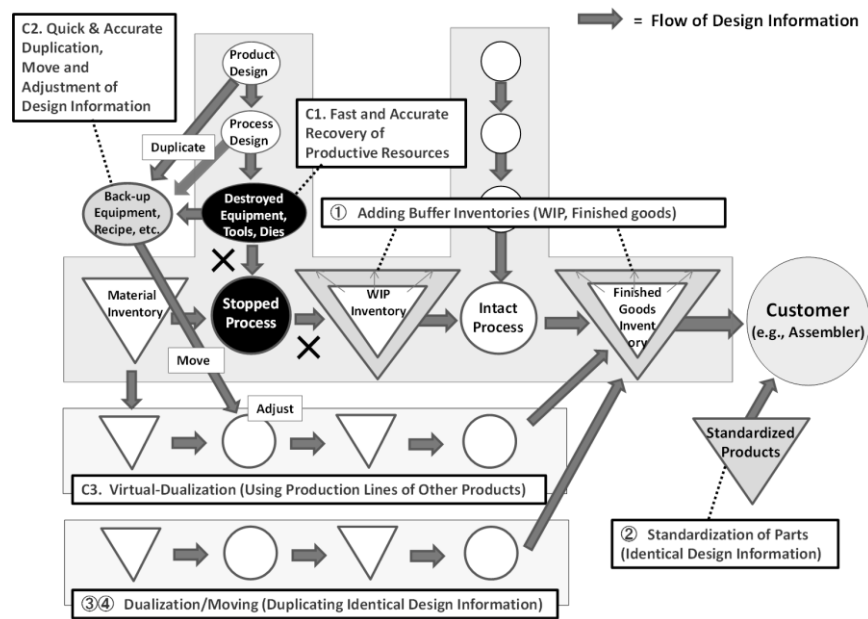 = Flow of Design Information
C2. Quick & Accurate
Duplication,
Move and
Adjustment of
Design Information
Product
Design
C1. Fast and Accurate
Recovery of
Productive Resources
Process
Design
Duplicate
Back-up
Equipment,
Recipe, etc.
Destroyed
Equipment,
Tools, Dies
① Adding Buffer Inventories (WIP, Finished goods)
Material
Inventory
Stopped
Process
WIP
Inventory
Intact
Process
Finished
Goods
Invent
ory
Customer
(e.g., Assembler)
Move
Adjust
Standardized
Products
C3. Virtual-Dualization (Using Production Lines of Other Products)
② Standardization of Parts
(Identical Design Information)
③④ Dualization/Moving (Duplicating Identical Design Information)